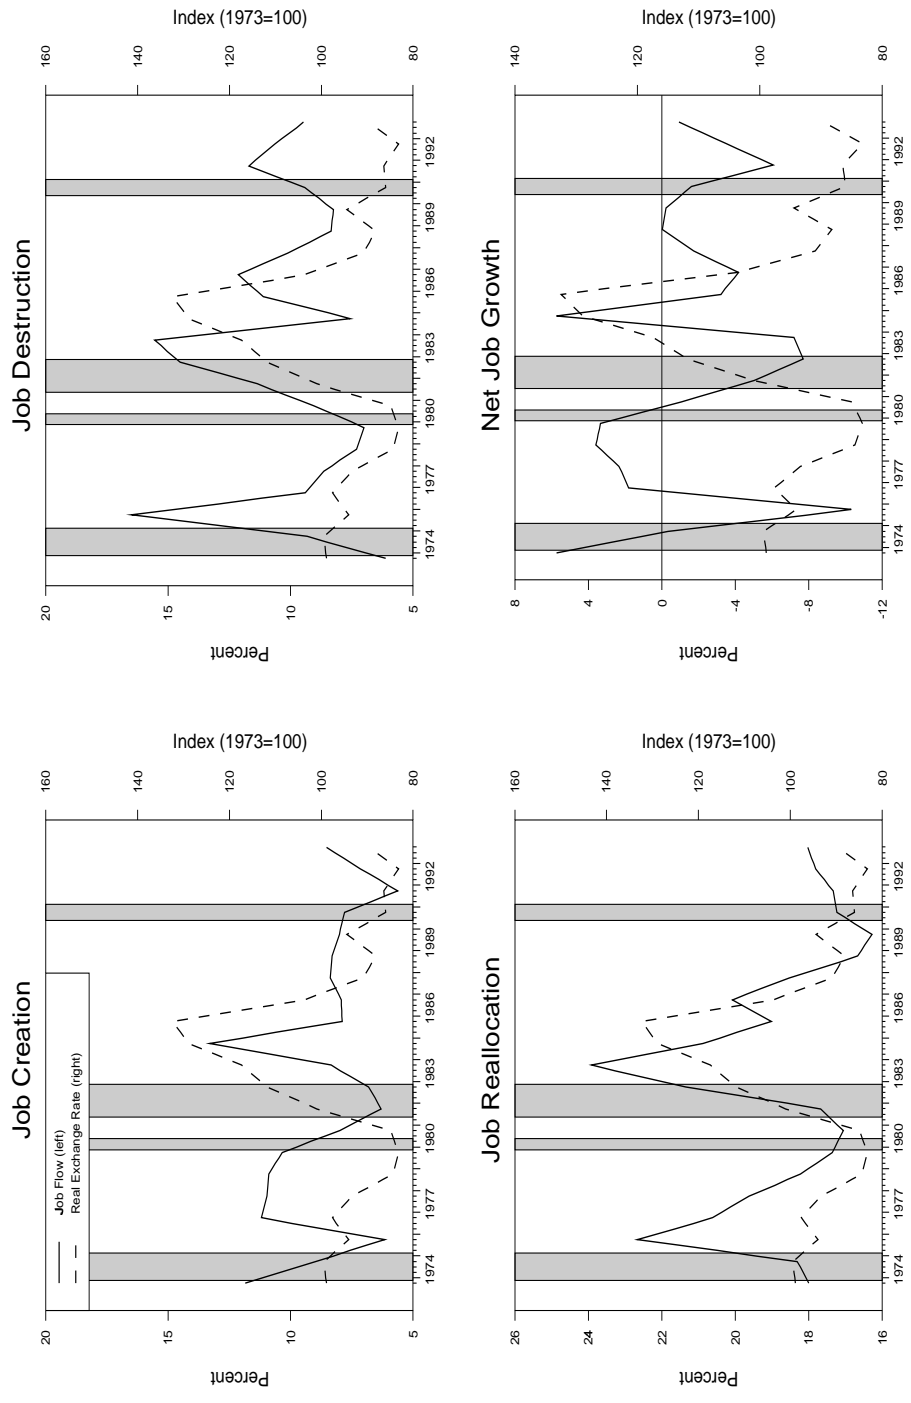 Job Creation
Percent
20
15
10
5
Job Flow (left)
Real Exchange Rate (right)
160
140
120
100
80
Index (1973=100)
1974 1977 1980 1983 1986 1989 1992
Job Destruction
Percent
20
15
10
5
160
140
120
100
80
Index (1973=100)
1974 1977 1980 1983 1986 1989 1992
Job Reallocation
Percent
26
24
22
20
18
16
160
140
120
100
80
Index (1973=100)
1974 1977 1980 1983 1986 1989 1992
Net Job Growth
Percent
8
4
0
-4
-8
-12
140
120
100
80
Index (1973=100)
1974 1977 1980 1983 1986 1989 1992